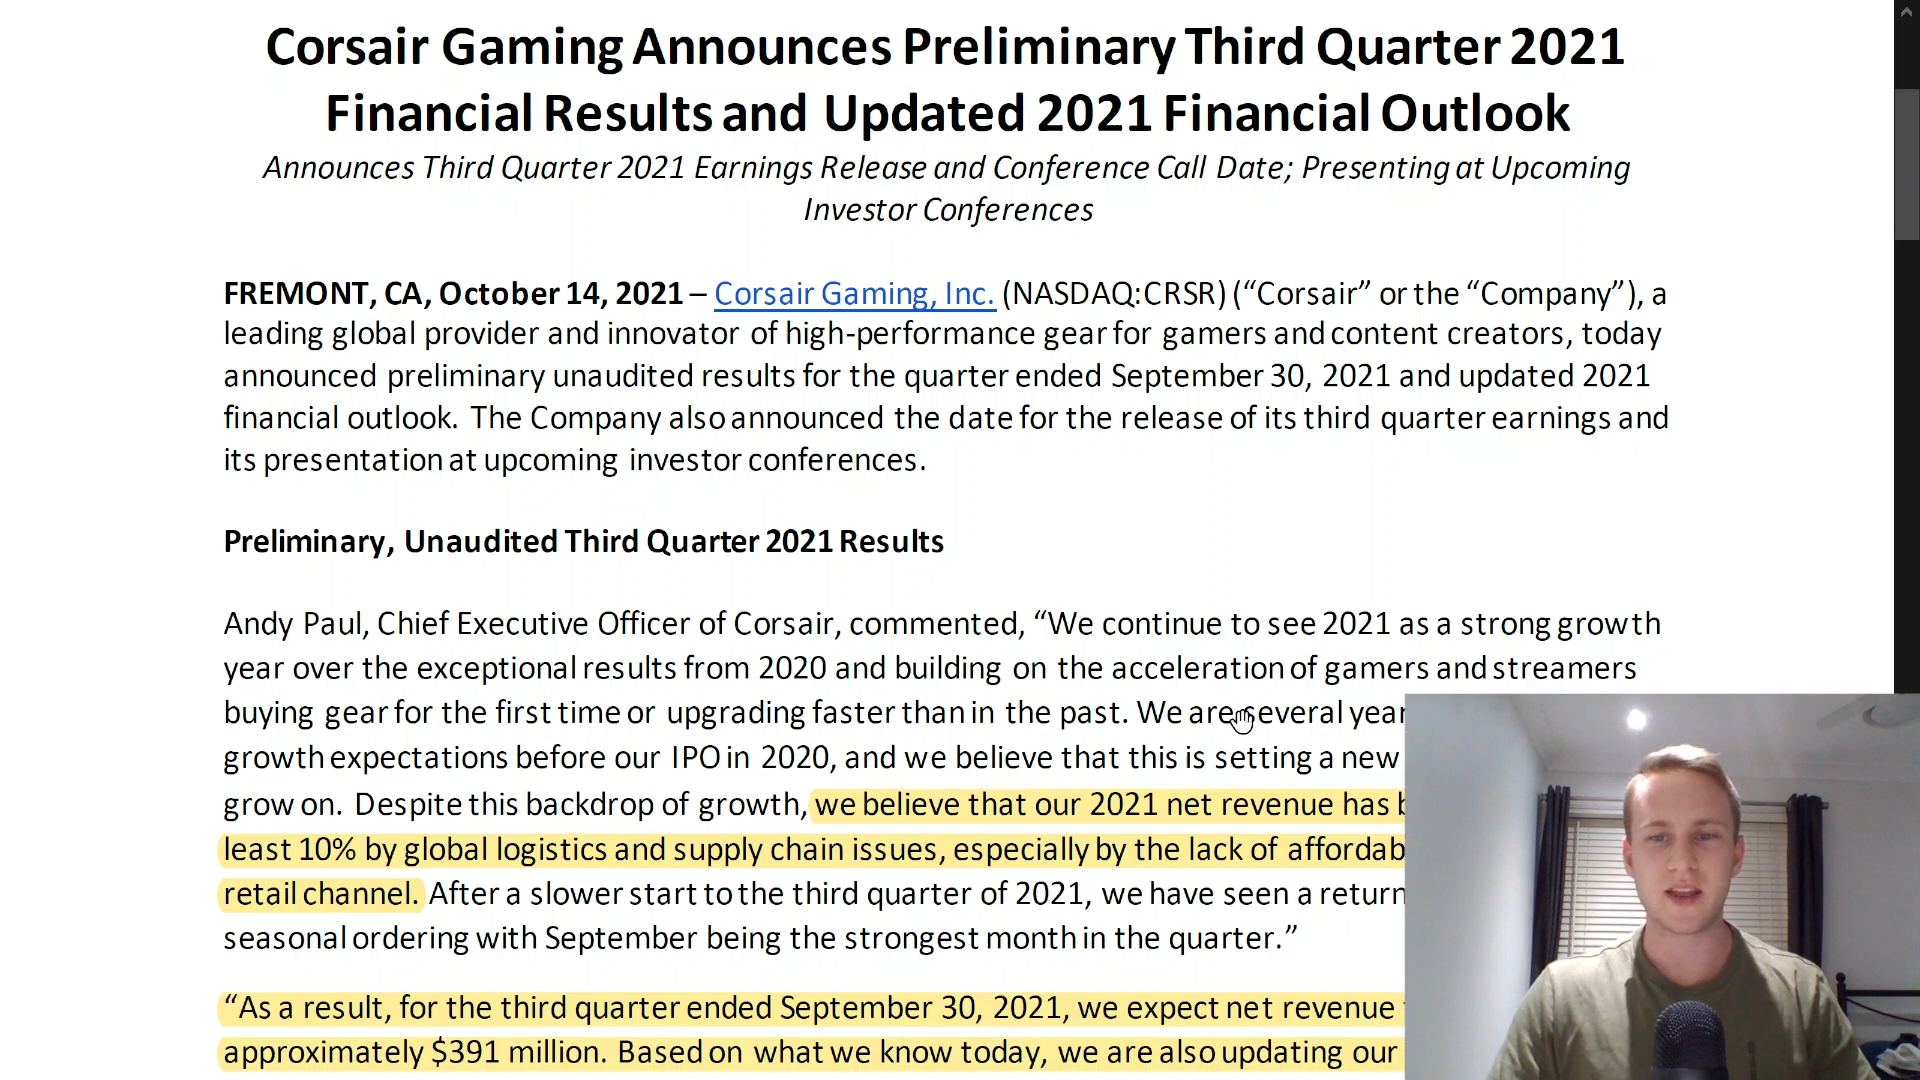 Corsair Gaming Announces Preliminary Third Quarter 2021
Financial Results and Updated 2021 Financial Outlook
Announces Third Quarter 2021 Earnings Release and Conference Call Date; Presenting at Upcoming
Investor Conferences
FREMONT, CA, October 14, 2021 – Corsair Gaming, Inc. (NASDAQ:CRSR) (“Corsair” or the “Company”), a
leading global provider and innovator of high-performance gear for gamers and content creators, today
announced preliminary unaudited results for the quarter ended September 30, 2021 and updated 2021
financial outlook. The Company also announced the date for the release of its third quarter earnings and
its presentation at upcoming investor conferences.
Preliminary, Unaudited Third Quarter 2021 Results
Andy Paul, Chief Executive Officer of Corsair, commented, “We continue to see 2021 as a strong growth
year over the exceptional results from 2020 and building on the acceleration of gamers and streamers
buying gear for the first time or upgrading faster than in the past. We are several
growth expectations before our IPO in 2020, and we believe that this is setting a new
grow on. Despite this backdrop of growth, we believe that our 2021 net revenue has
least 10% by global logistics and supply chain issues, especially by the lack of
retail channel. After a slower start to the third quarter of 2021, we have seen a return
seasonal ordering with September being the strongest month in the quarter.”
“As a result, for the third quarter ended September 30, 2021, we expect net revenue
approximately $391 million. Based on what we know today, we are also updating our